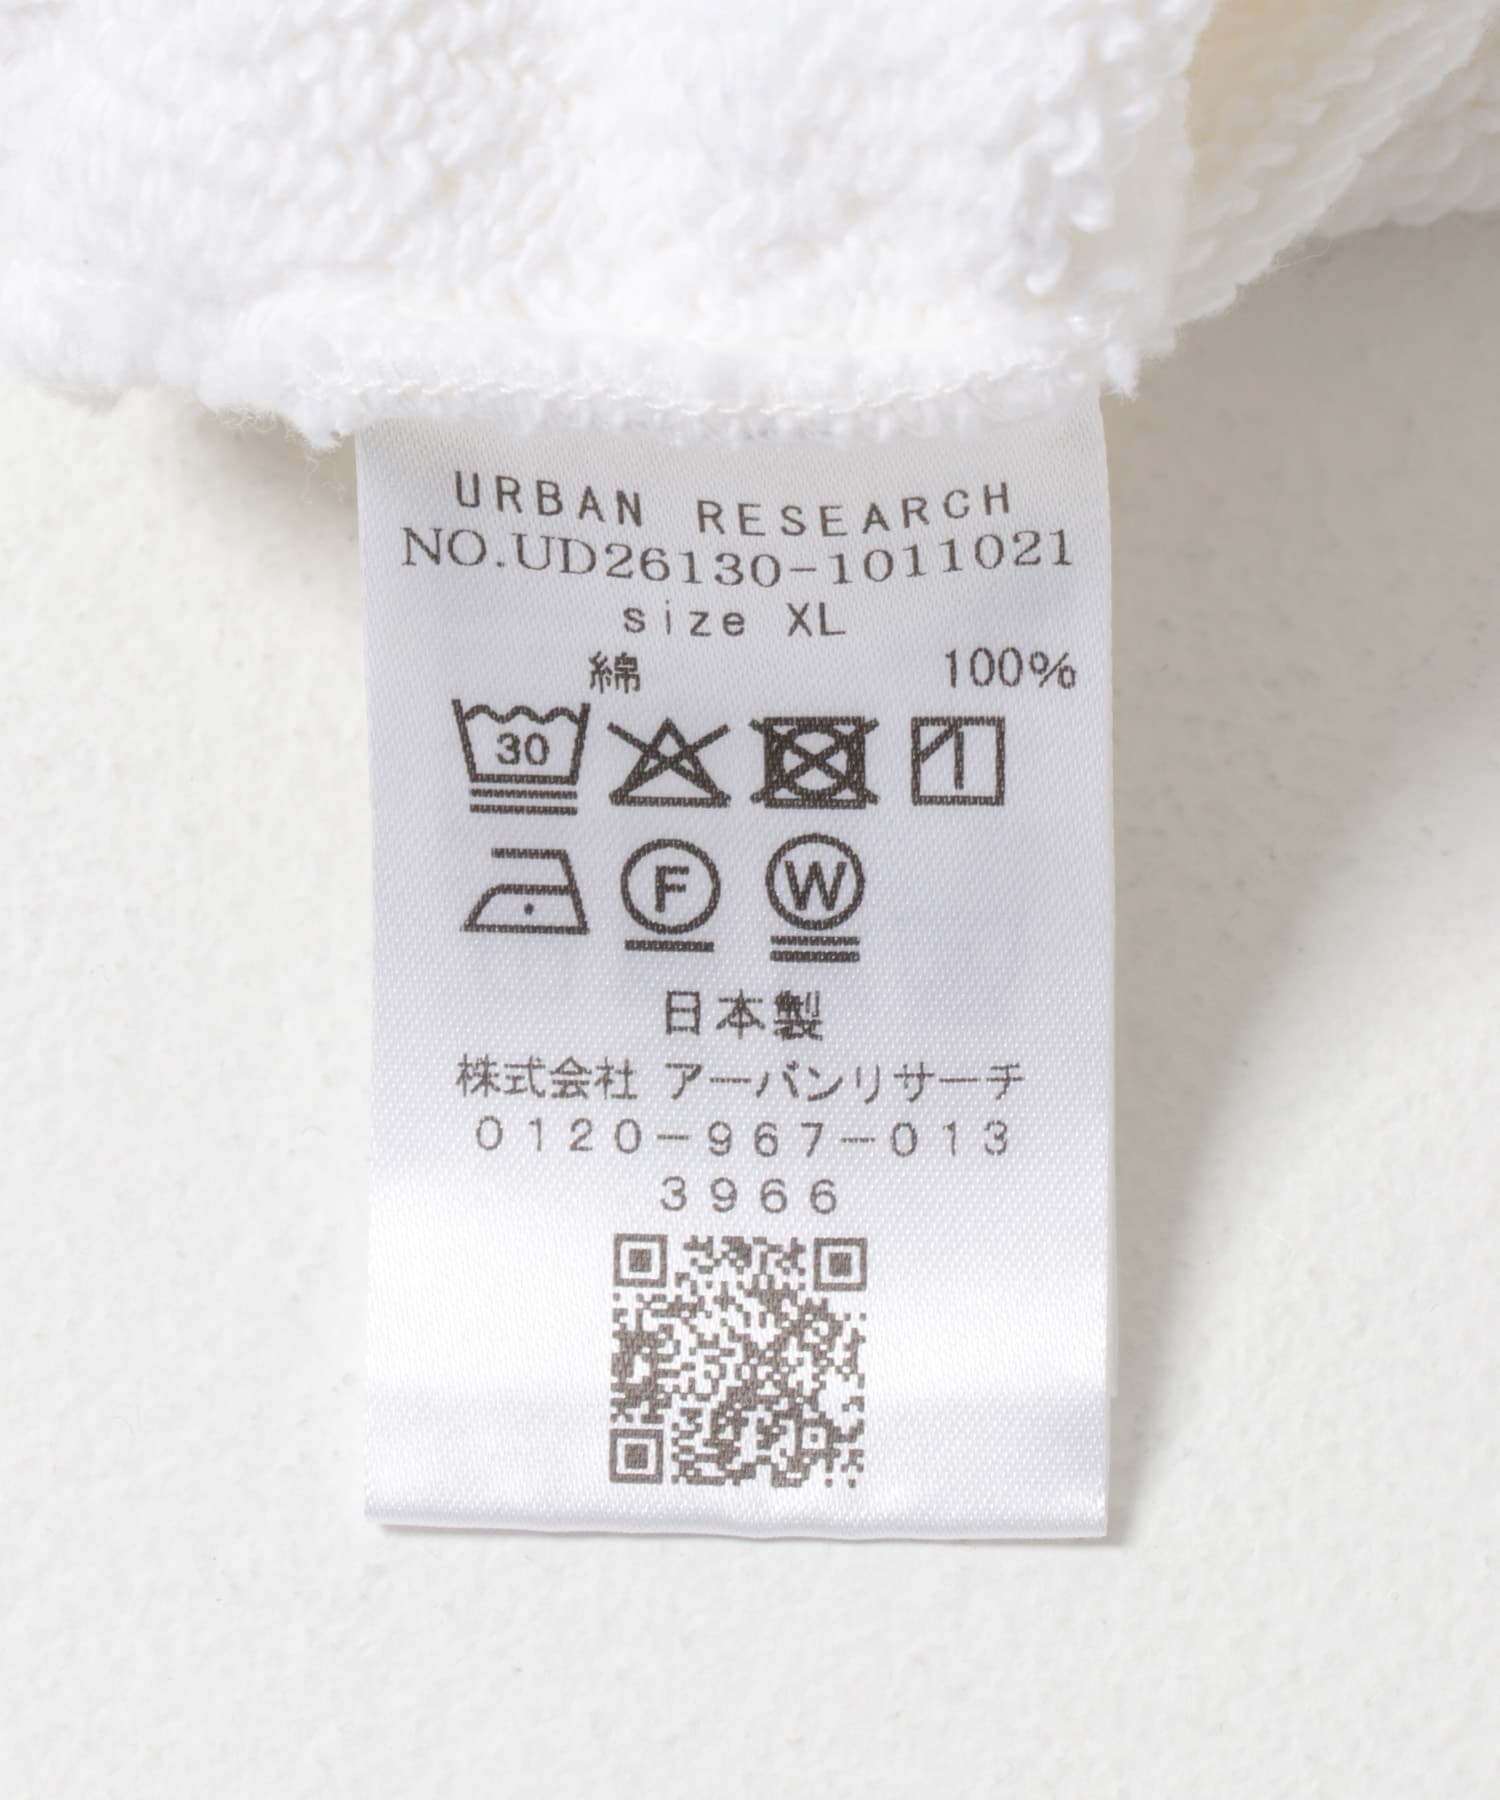 URBAN RESEARCH
NO.UD26130-1011021
size XL
綿 100%
30
F W
日本製
株式会社 アーバンリサーチ
0120-967-013
3966